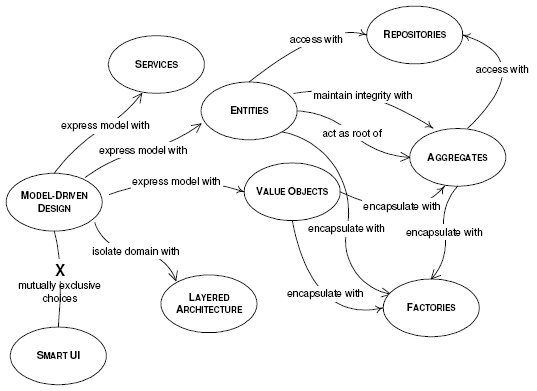 REPOSITORIES
access with
SERVICES
access with
ENTITIES
maintain integrity with
express model with
act as root of
express model with
AGGREGATES
express model with
VALUE OBJECTS
MODEL-DRIVEN
DESIGN
encapsulate with
encapsulate with
encapsulate with
isolate domain with
X
mutually exclusive
choices
encapsulate with
LAYERED
ARCHITECTURE
FACTORIES
SMART UI